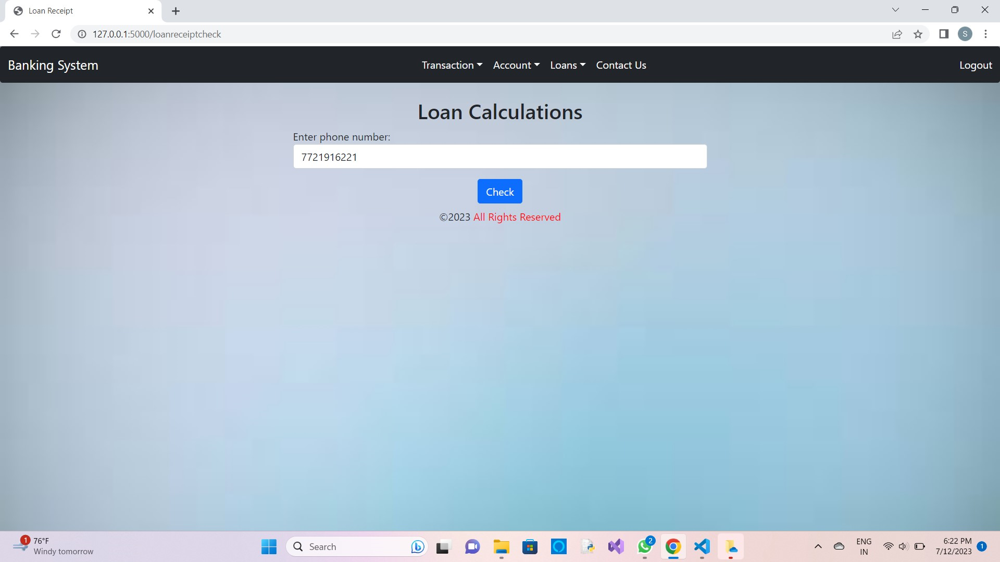 Loan Receipt
127.0.0.1:5000/loanreceiptcheck
S
Banking System
Transaction
Account
Loans
Contact Us
Logout
Loan Calculations
Enter phone number:
7721916221
Check
©2023 All Rights Reserved
1
76°F
Windy tomorrow
Search
2
ENG
IN
6:22 PM
7/12/2023
1